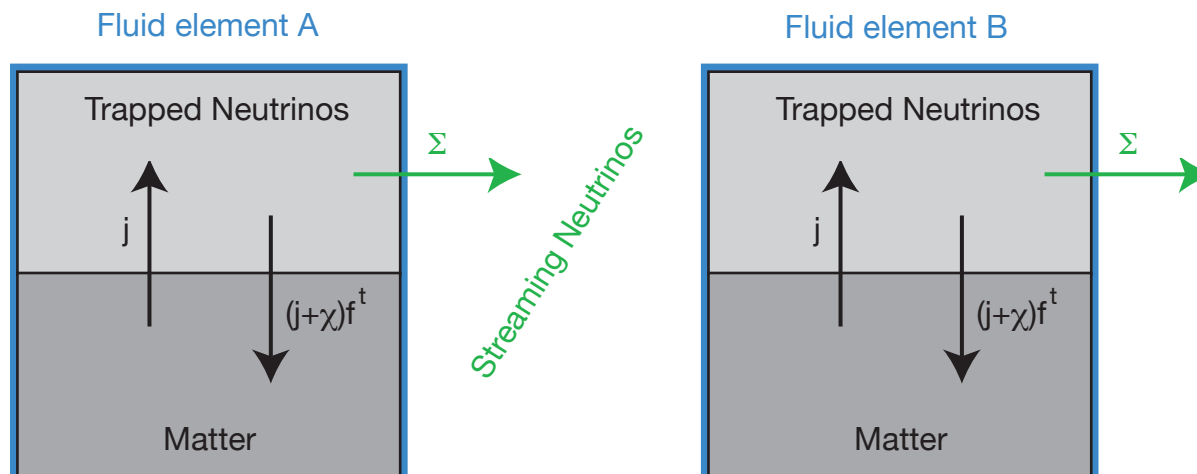 Fluid element A
Trapped Neutrinos
Σ
j
(j+χ)f^t
Matter
Streaming Neutrinos
Fluid element B
Trapped Neutrinos
Σ
j
(j+χ)f^t
Matter